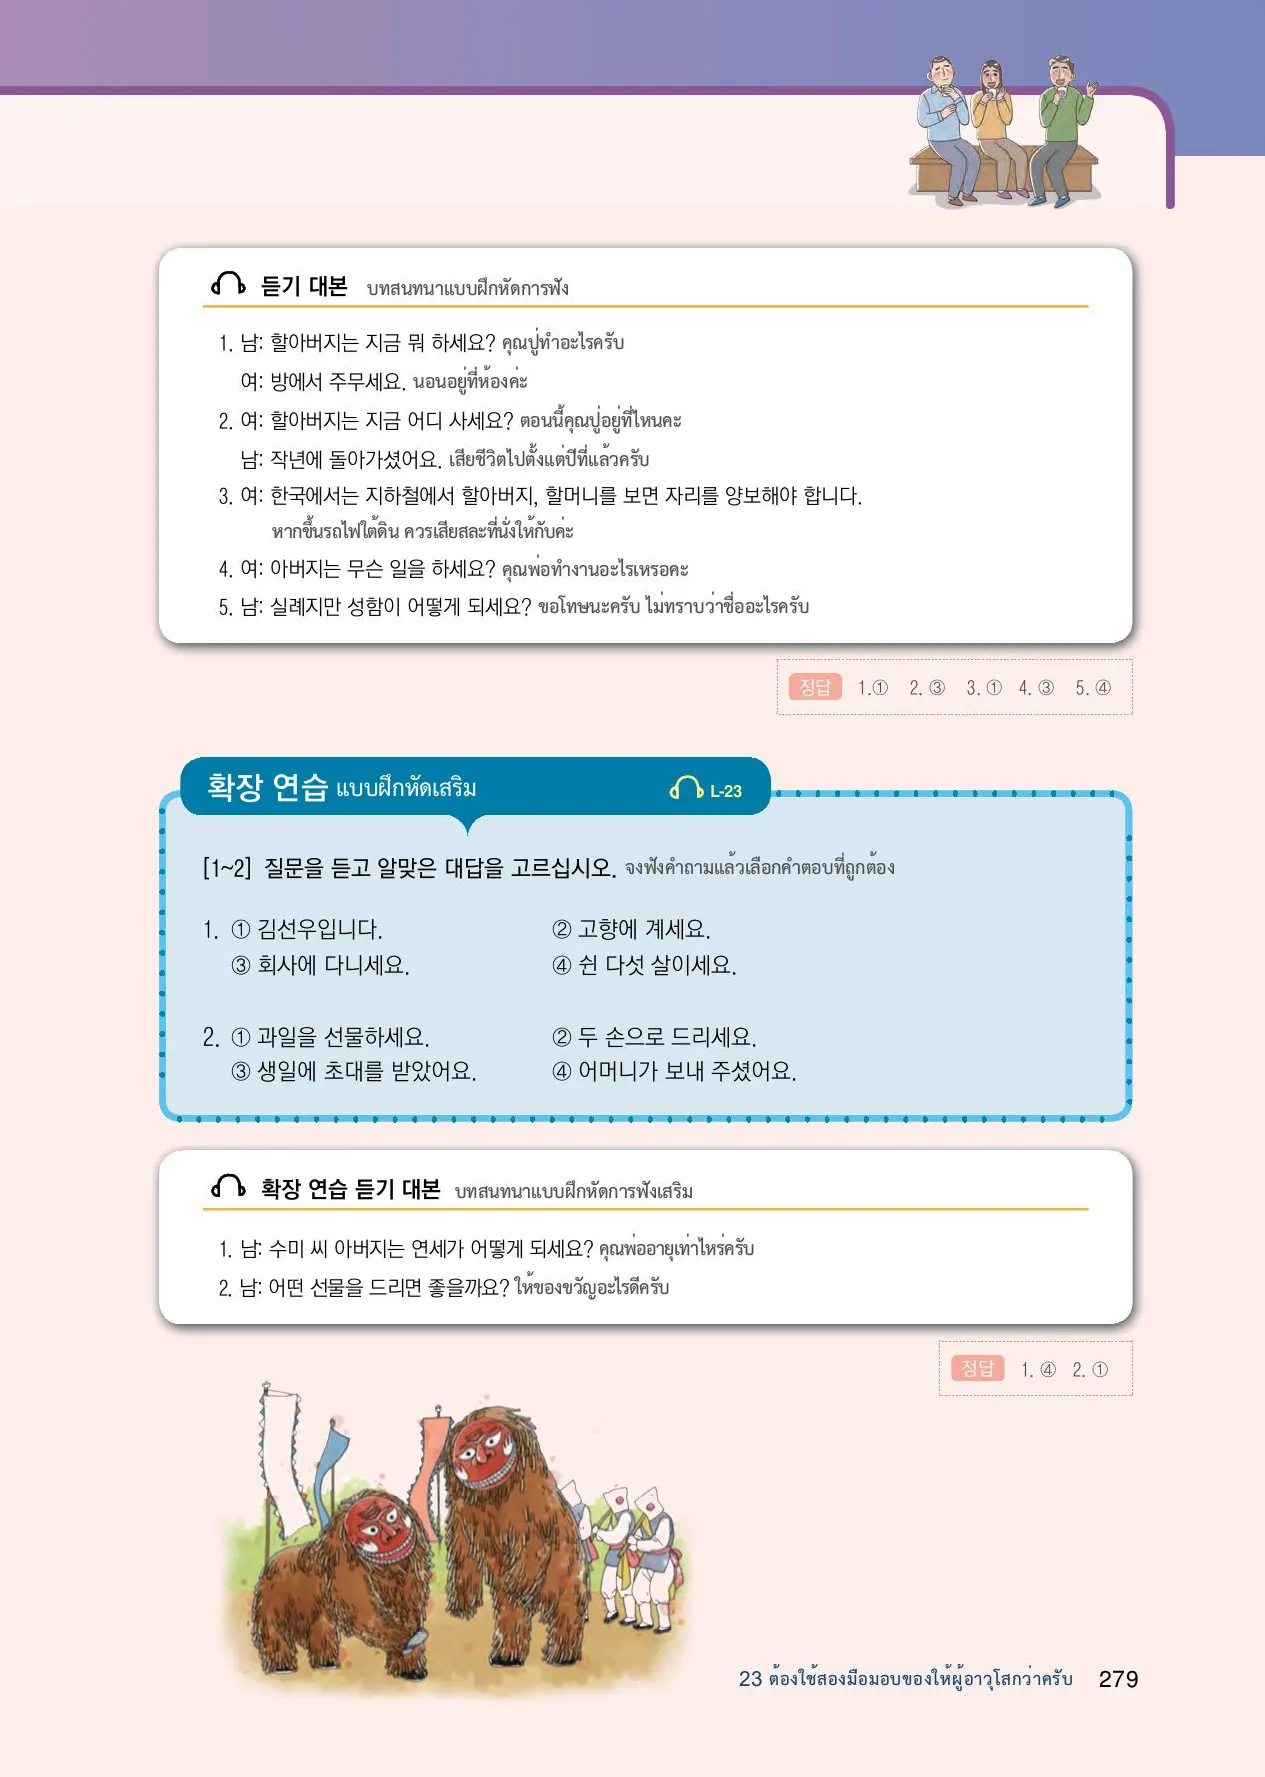 듣기 대본 บทสนทนาแบบฝึกหัดการฟัง
1. 남: 할아버지는 지금 뭐 하세요? คุณปู่ทำอะไรครับ
여: 방에서 주무세요. นอนอยู่ที่ห้องค่ะ
2. 여: 할아버지는 지금 어디 사세요? ตอนนี้คุณปู่อยู่ที่ไหนคะ
남: 작년에 돌아가셨어요. เสียชีวิตไปตั้งแต่ปีที่แล้วครับ
3. 여: 한국에서는 지하철에서 할아버지, 할머니를 보면 자리를 양보해야 합니다.
หากขึ้นรถไฟใต้ดิน ควรเสียสละที่นั่งให้กับค่ะ
4. 여: 아버지는 무슨 일을 하세요? คุณพ่อทำงานอะไรเหรอคะ
5. 남: 실례지만 성함이 어떻게 되세요? ขอโทษนะครับ ไม่ทราบว่าชื่ออะไรครับ
정답 1.① 2. ③ 3. ① 4. ③ 5. ④
확장 연습 แบบฝึกหัดเสริม L-23
[1~2] 질문을 듣고 알맞은 대답을 고르십시오. จงฟังคำถามแล้วเลือกคำตอบที่ถูกต้อง
1. ① 김선우입니다. ② 고향에 계세요.
③ 회사에 다니세요. ④ 쉰 다섯 살이세요.
2. ① 과일을 선물하세요. ② 두 손으로 드리세요.
③ 생일에 초대를 받았어요. ④ 어머니가 보내 주셨어요.
확장 연습 듣기 대본 บทสนทนาแบบฝึกหัดการฟังเสริม
1. 남: 수미 씨 아버지는 연세가 어떻게 되세요? คุณพ่ออายุเท่าไหร่ครับ
2. 남: 어떤 선물을 드리면 좋을까요? ให้ของขวัญอะไรดีครับ
정답 1. ④ 2. ①
23 ต้องใช้สองมือมอบของให้ผู้อาวุโสกว่าครับ 279